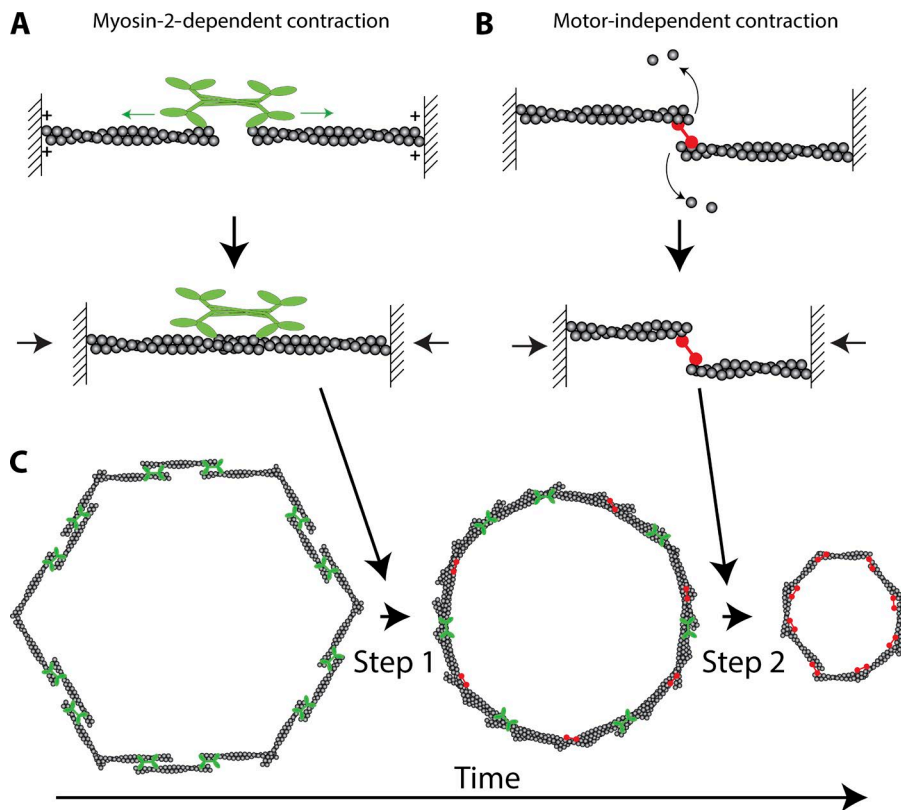 A
Myosin-2-dependent contraction
B
Motor-independent contraction
+
+
+
+
C
Step 1
Step 2
Time